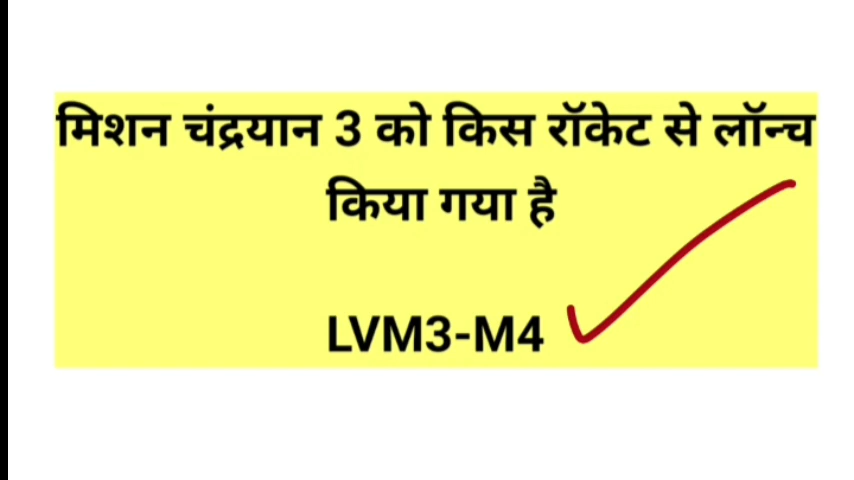 मिशन चंद्रयान 3 को किस रॉकेट से लॉन्च
किया गया है
LVM3-M4